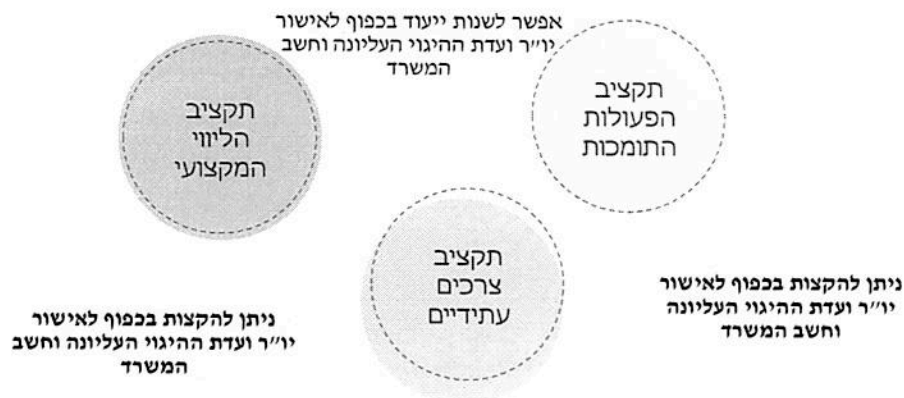 אפשר לשנות ייעוד בכפוף לאישור
יו"ר ועדת ההיגוי העליונה וחשב
המשרד
תקציב
הפעולות
התומכות
תקציב
הליווי
המקצועי
תקציב
צרכים
עתידיים
ניתן להקצות בכפוף לאישור
יו"ר ועדת ההיגוי העליונה
וחשב המשרד
ניתן להקצות בכפוף לאישור
יו"ר ועדת ההיגוי העליונה וחשב
המשרד